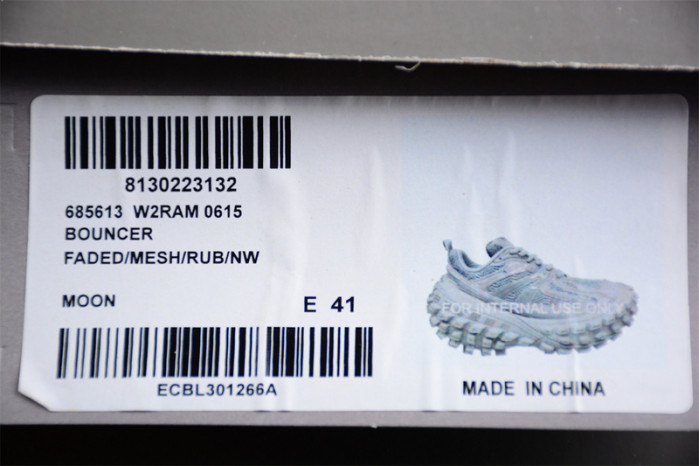 8130223132
685613 W2RAM 0615
BOUNCER
FADED/MESH/RUB/NW
MOON
E 41
ECBL301266A
FOR INTERNAL USE ONLY
MADE IN CHINA